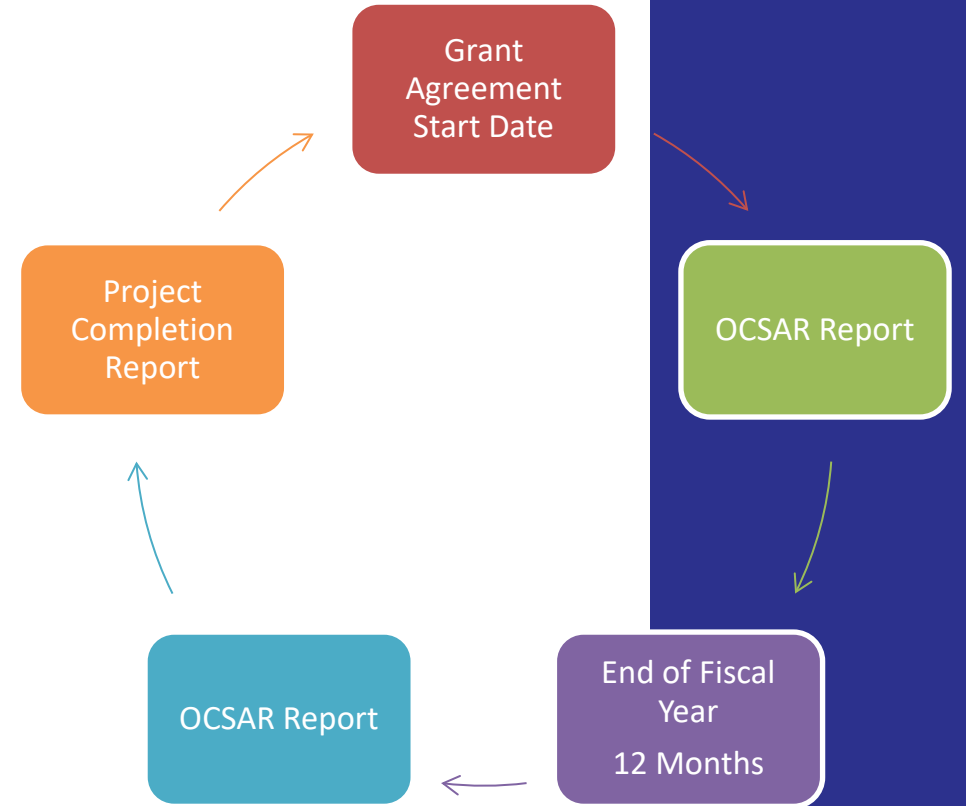 Grant
Agreement
Start Date
OCSAR Report
End of Fiscal
Year
12 Months
OCSAR Report
Project
Completion
Report